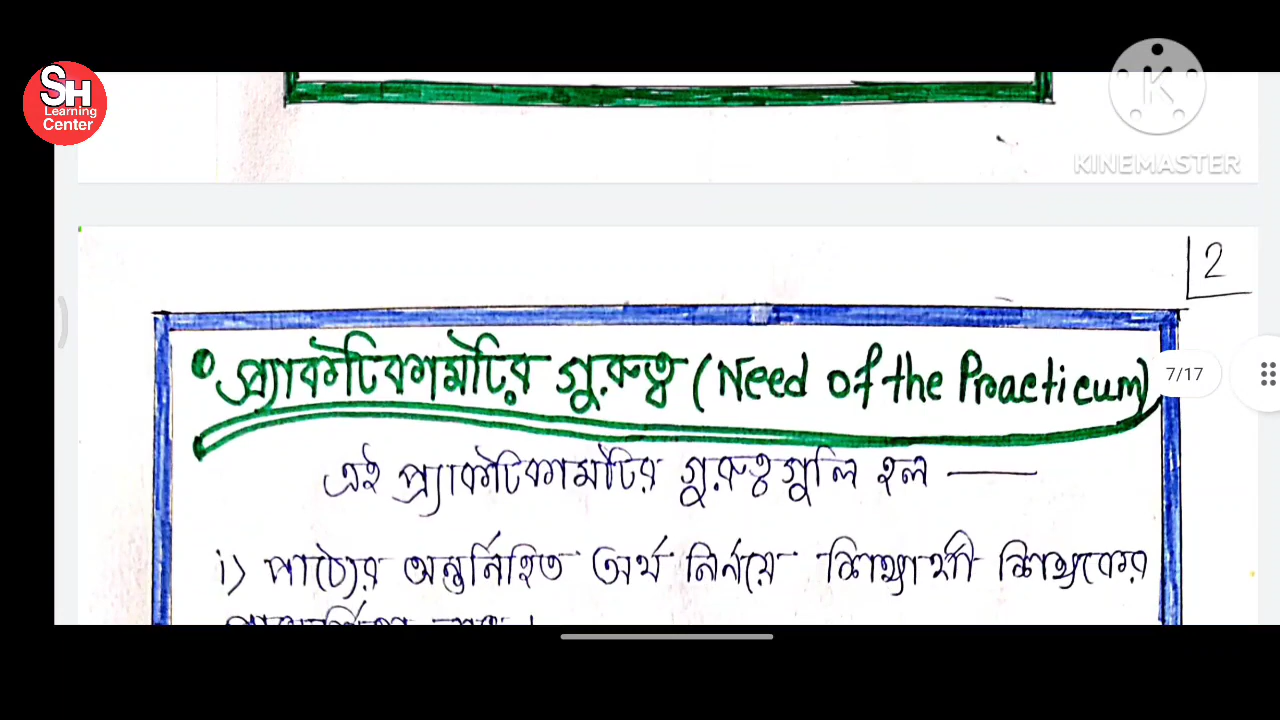 SH
Learning
Center
KINEMASTER
2
প্র্যাকটিকামটির গুরুত্ব (Need of the Practicum)
7/17
এই প্র্যাকটিকামটির গুরুত্বগুলি হল —
i) পাঠ্যের অন্তর্নিহিত অর্থ নির্ণয়ে শিক্ষার্থী শিক্ষকের